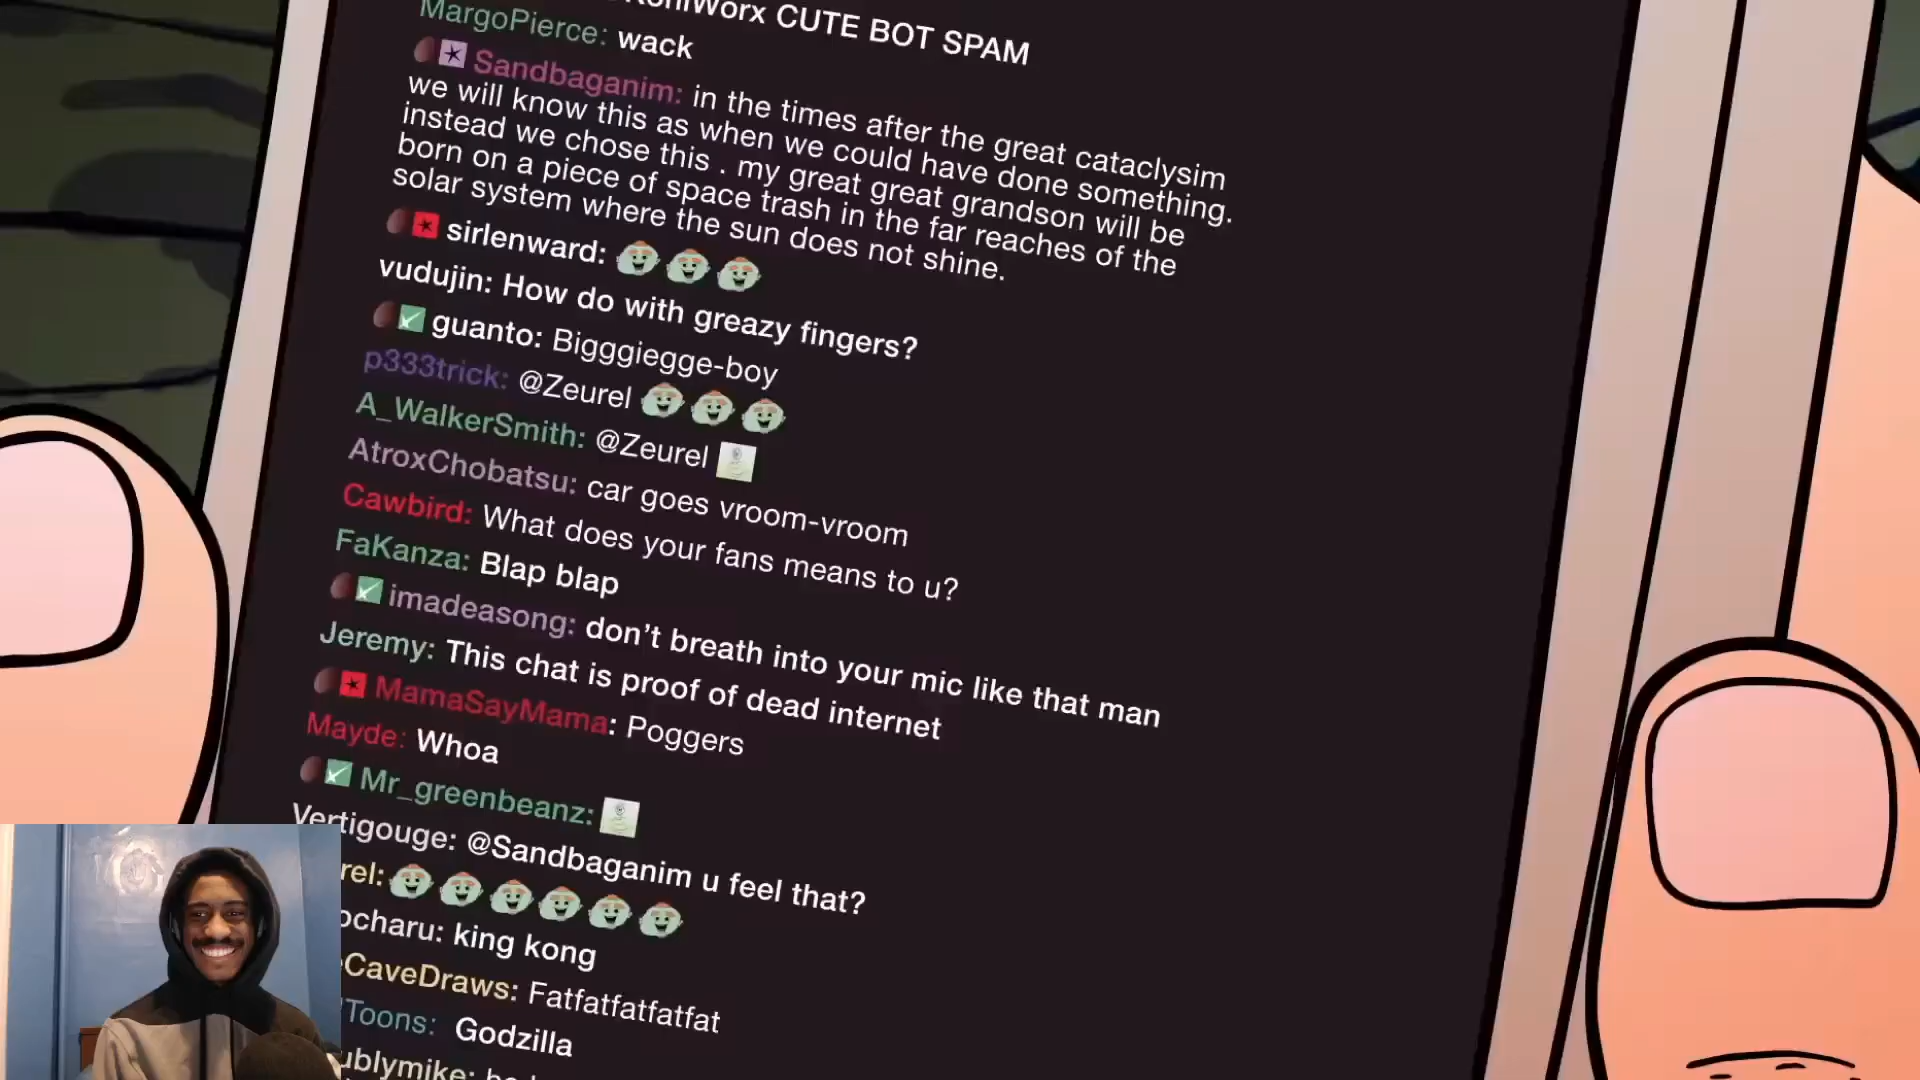 CUTE BOT SPAM
MargoPierce: wack
Sandbaganim: in the times after the great cataclysim
we will know this as when we could have done something.
instead we chose this . my great great grandson will be
born on a piece of space trash in the far reaches of the
solar system where the sun does not shine.
sirlenward:
vudujin: How do with greazy fingers?
guanto: Bigggiegge-boy
p333trick: @Zeurel
A_WalkerSmith: @Zeurel
AtroxChobatsu: car goes vroom-vroom
Cawbird: What does your fans means to u?
FaKanza: Blap blap
imadeasong: don't breath into your mic like that man
Jeremy: This chat is proof of dead internet
MamaSayMama: Poggers
Mayde: Whoa
Mr_greenbeanz:
Vertigouge: @Sandbaganim u feel that?
rel:
ocharu: king kong
CaveDraws: Fatfatfatfatfat
Toons: Godzilla
ublymike: